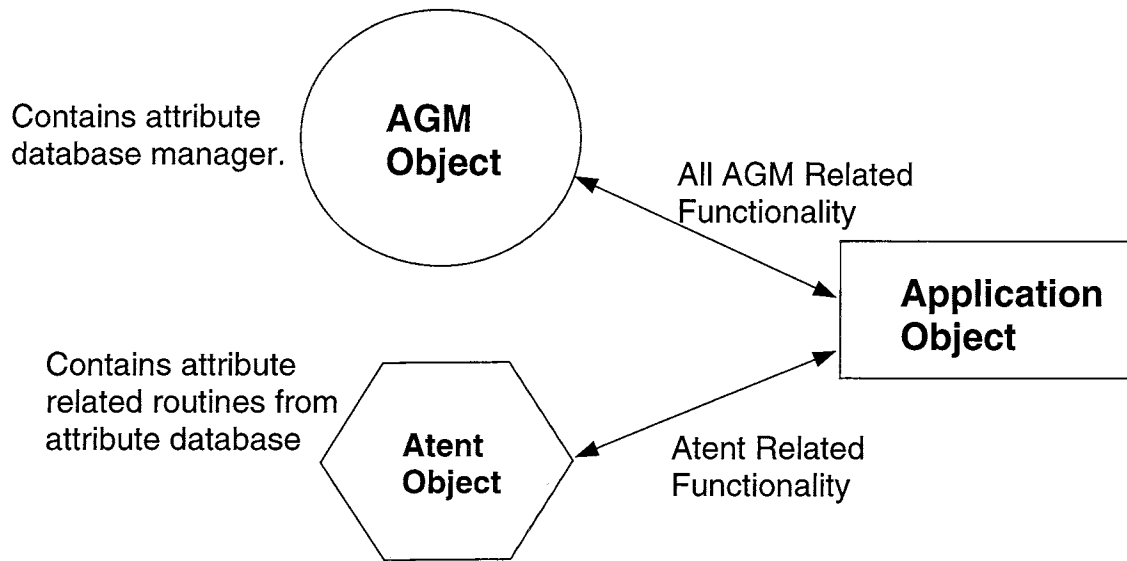 Contains attribute
database manager.
AGM
Object
All AGM Related
Functionality
Application
Object
Contains attribute
related routines from
attribute database
Atent
Object
Atent Related
Functionality